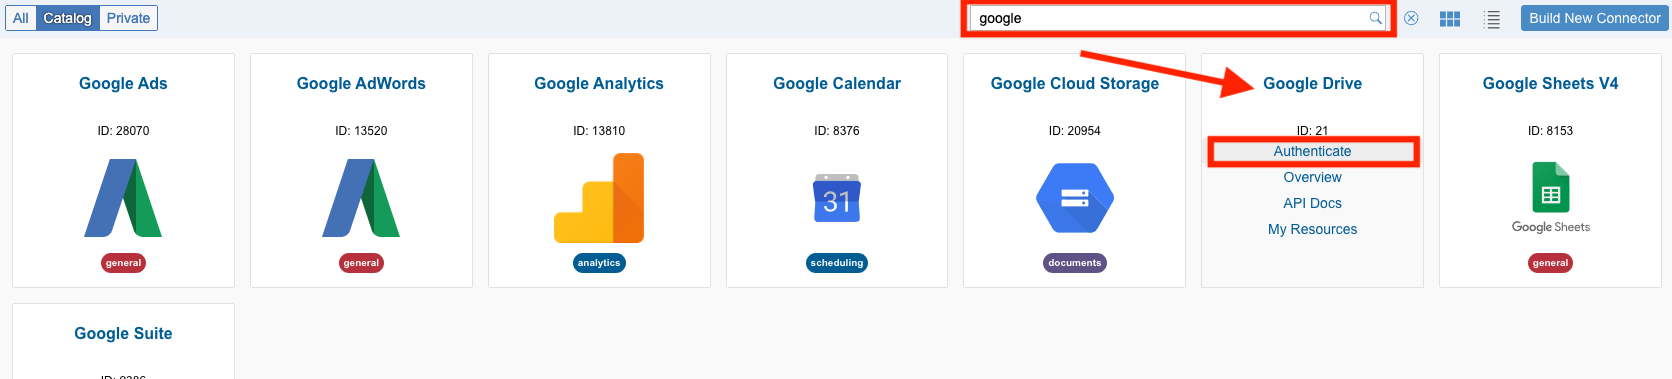 All Catalog Private google Build New Connector
Google Ads
ID: 28070
general
Google AdWords
ID: 13520
general
Google Analytics
ID: 13810
analytics
Google Calendar
ID: 8376
31
scheduling
Google Cloud Storage
ID: 20954
documents
Google Drive
ID: 21
Authenticate
Overview
API Docs
My Resources
Google Sheets V4
ID: 8153
Google Sheets
general
Google Suite